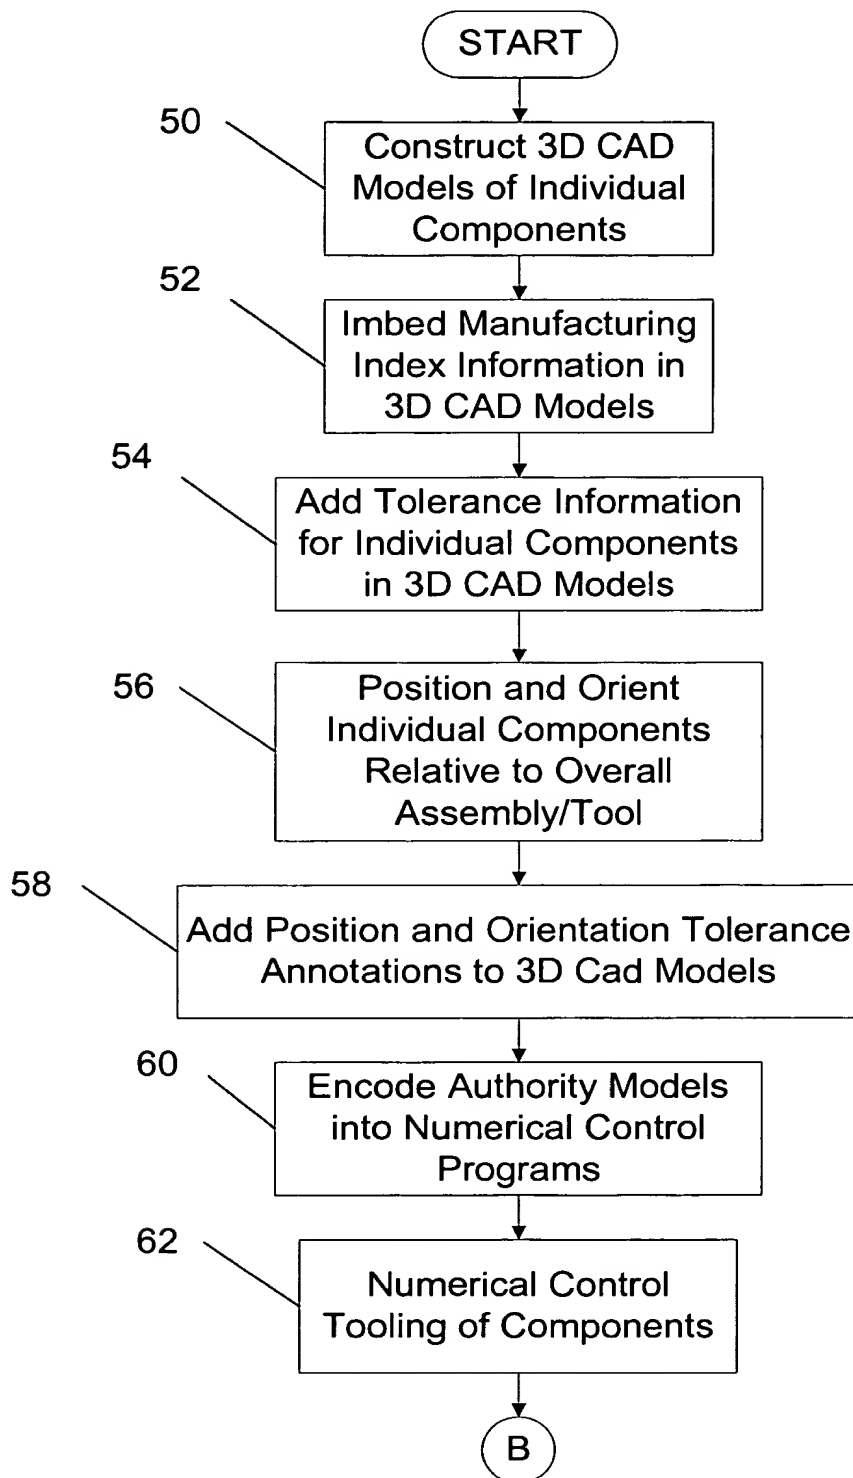 START
50
Construct 3D CAD
Models of Individual
Components
52
Imbed Manufacturing
Index Information in
3D CAD Models
54
Add Tolerance Information
for Individual Components
in 3D CAD Models
56
Position and Orient
Individual Components
Relative to Overall
Assembly/Tool
58
Add Position and Orientation Tolerance
Annotations to 3D Cad Models
60
Encode Authority Models
into Numerical Control
Programs
62
Numerical Control
Tooling of Components
B